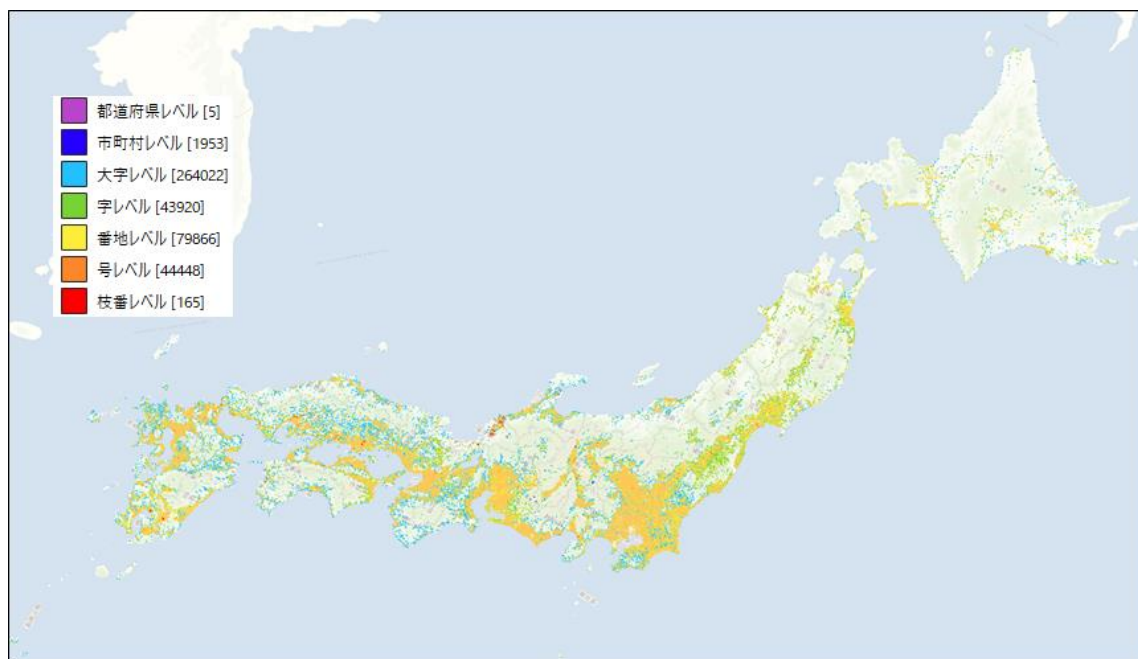 都道府県レベル [5]
市町村レベル [1953]
大字レベル [264022]
字レベル [43920]
番地レベル [79866]
号レベル [44448]
枝番レベル [165]